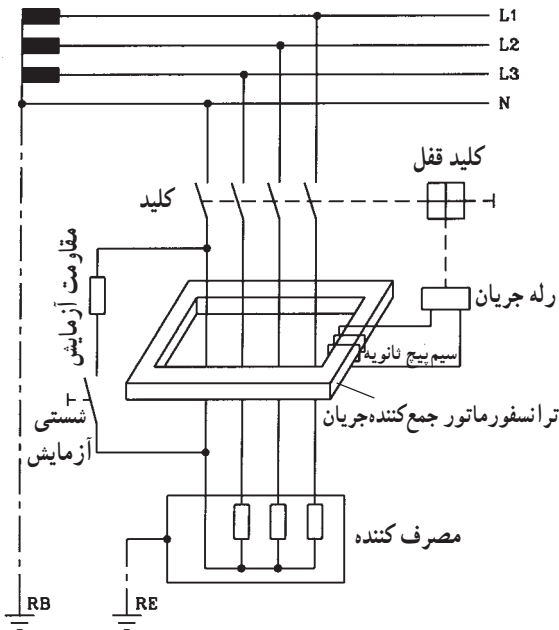 L1
L2
L3
N
کلید قفل
کلید
مقاومت آزمایش
رله جریان
سیم‌پیچ ثانویه
ترانسفورماتور جمع‌کننده‌جریان
شستی
آزمایش
مصرف کننده
RB
RE